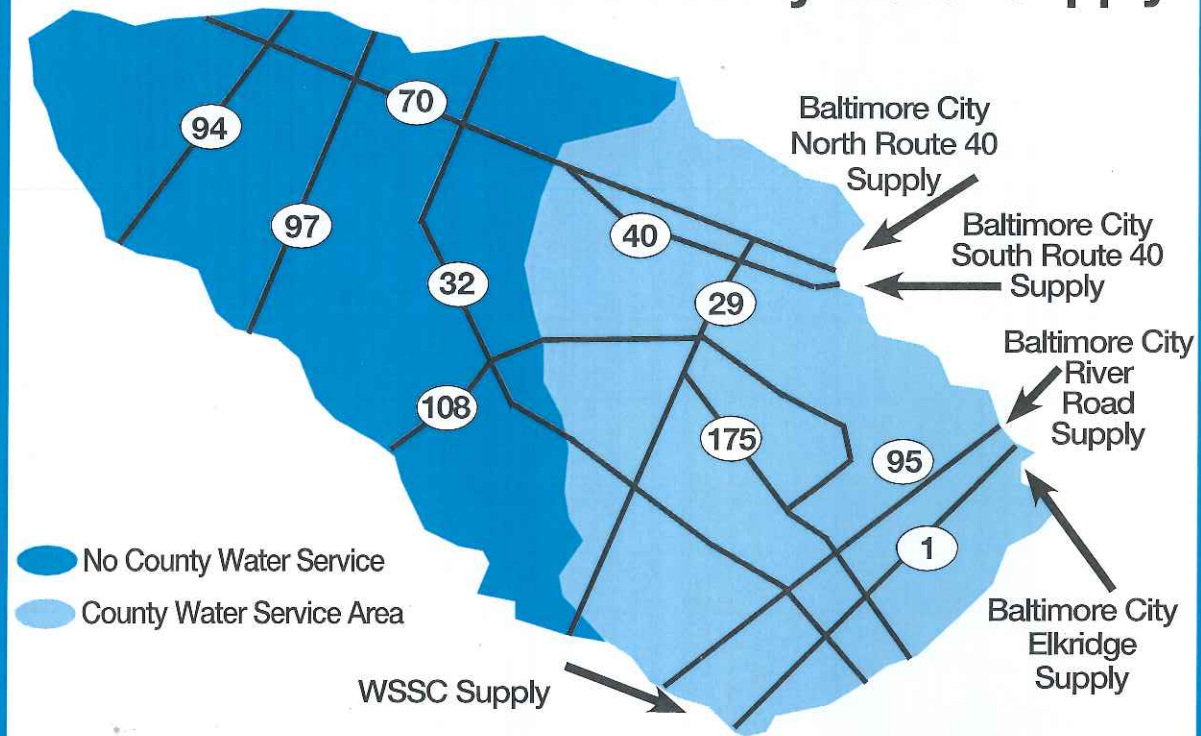 70
94
97
40
32
29
108
175
95
1
Baltimore City
North Route 40
Supply
Baltimore City
South Route 40
Supply
Baltimore City
River
Road
Supply
No County Water Service
County Water Service Area
Baltimore City
Elkridge
Supply
WSSC Supply